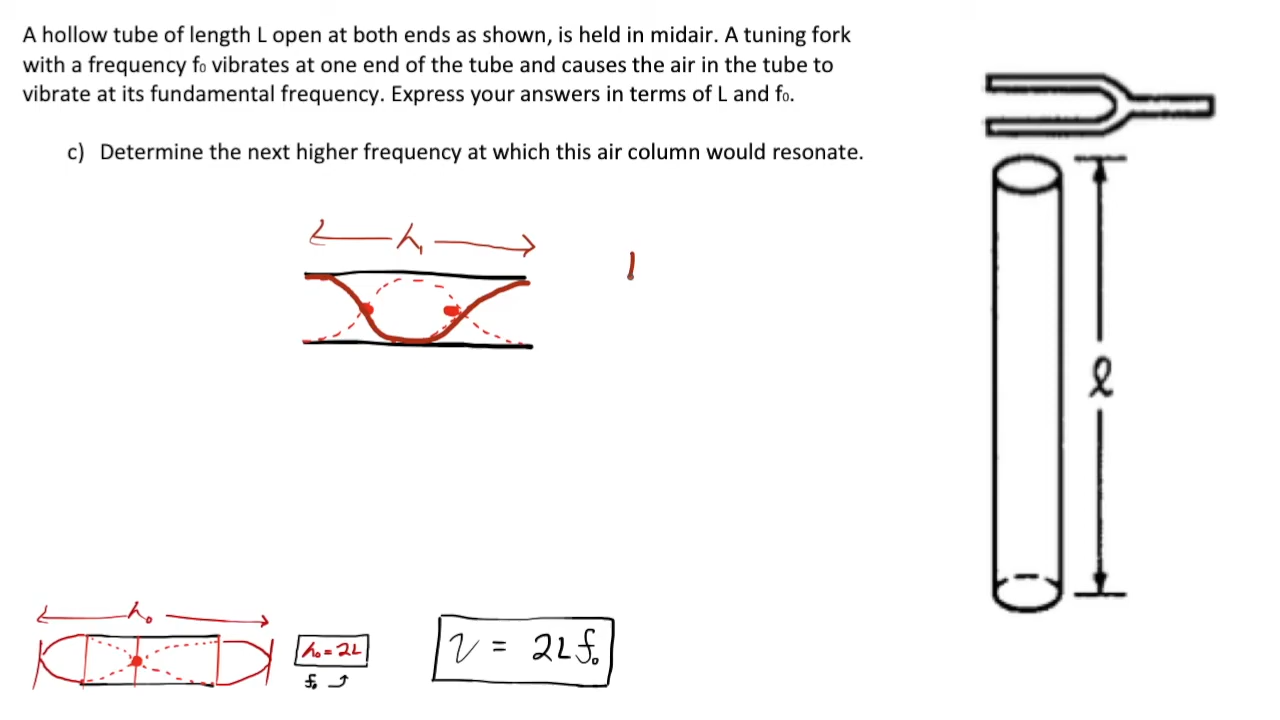 A hollow tube of length L open at both ends as shown, is held in midair. A tuning fork
with a frequency f₀ vibrates at one end of the tube and causes the air in the tube to
vibrate at its fundamental frequency. Express your answers in terms of L and f₀.
c) Determine the next higher frequency at which this air column would resonate.
λ₁
ℓ
λ₀
λ₀ = 2L
f₀
v = 2Lf₀